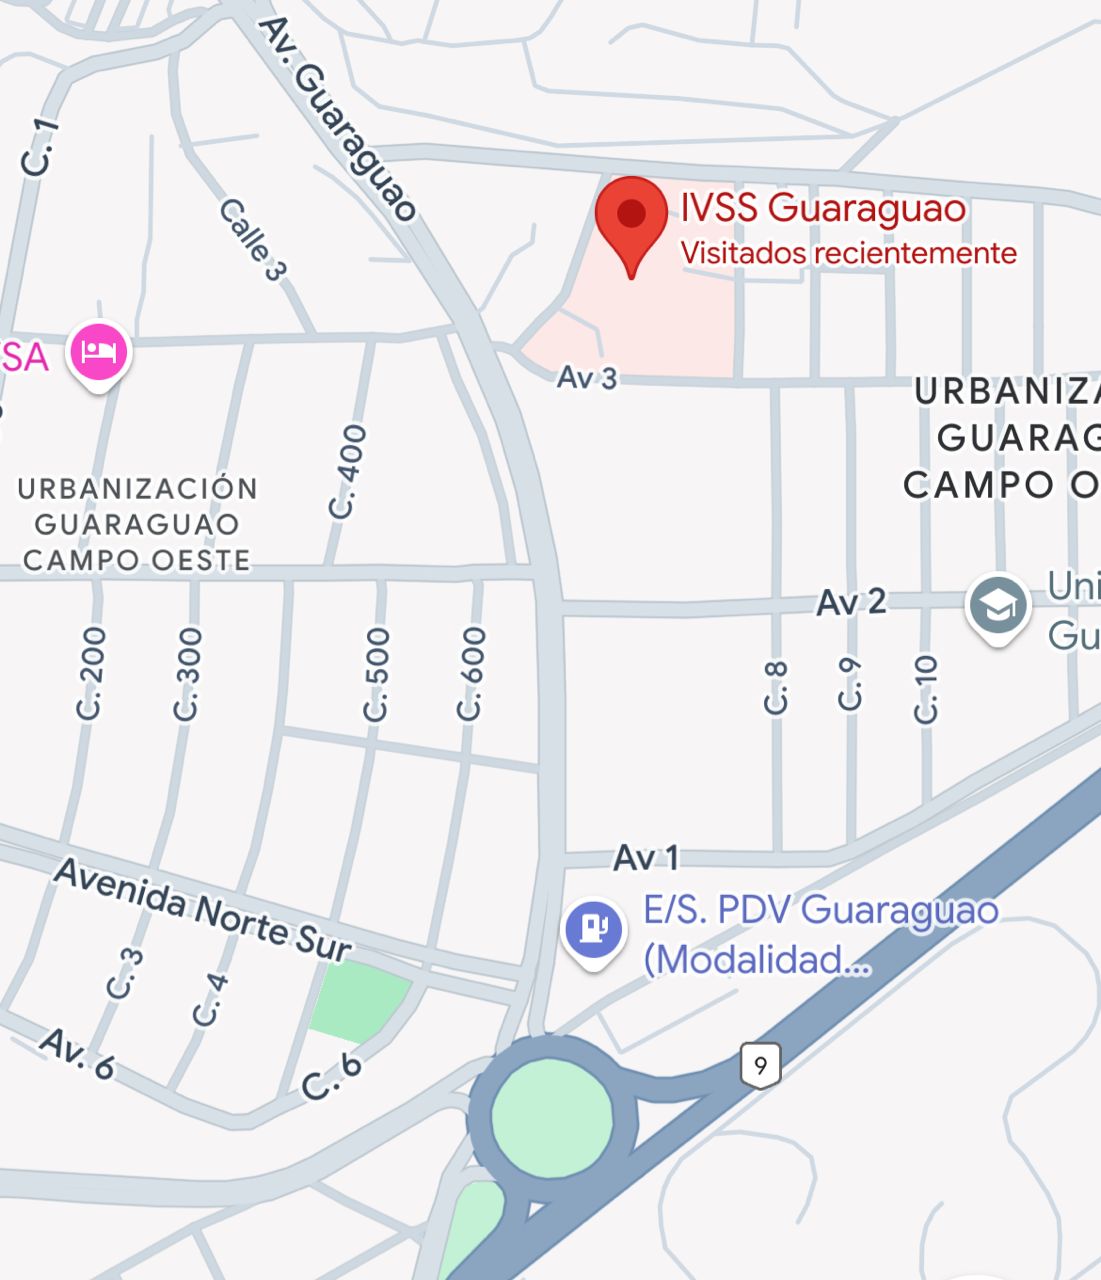 Av. Guaraguao
C. 1
Calle 3
IVSS Guaraguao
Visitados recientemente
SA
Av 3
URBANIZA
GUARAG
CAMPO O
C. 400
URBANIZACIÓN
GUARAGUAO
CAMPO OESTE
Av 2
Uni
Gu
C. 200
C. 300
C. 500
C. 600
C. 8
C. 9
C. 10
Av 1
Avenida Norte Sur
E/S. PDV Guaraguao
(Modalidad...
C. 3
C. 4
Av. 6
C. 6
9